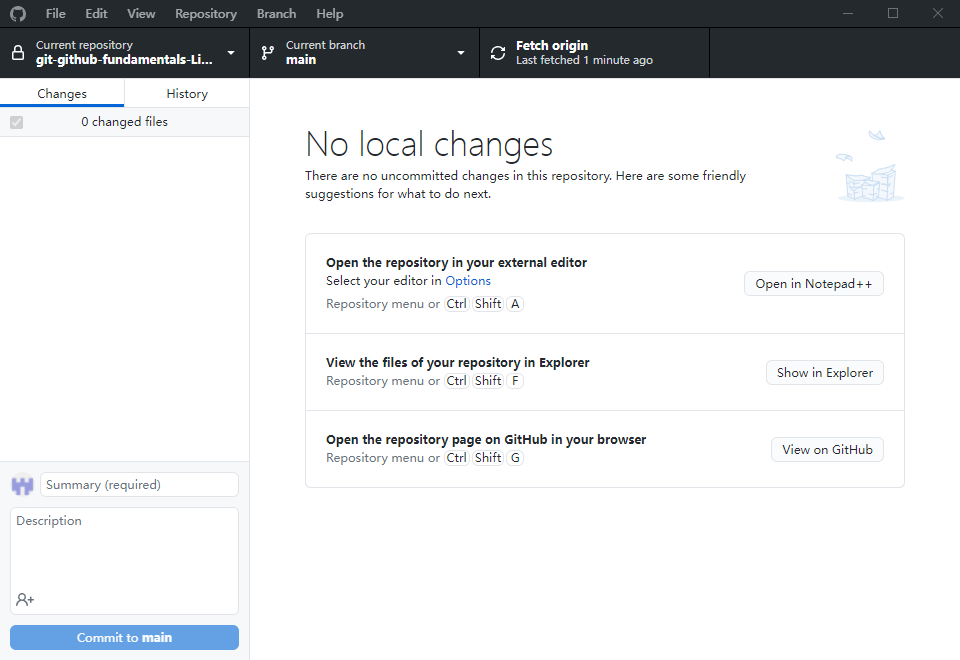 File Edit View Repository Branch Help
Current repository
git-github-fundamentals-Li...
Current branch
main
Fetch origin
Last fetched 1 minute ago
Changes History
0 changed files
No local changes
There are no uncommitted changes in this repository. Here are some friendly
suggestions for what to do next.
Open the repository in your external editor
Select your editor in Options
Repository menu or Ctrl Shift A
Open in Notepad++
View the files of your repository in Explorer
Repository menu or Ctrl Shift F
Show in Explorer
Open the repository page on GitHub in your browser
Repository menu or Ctrl Shift G
View on GitHub
Summary (required)
Description
Commit to main